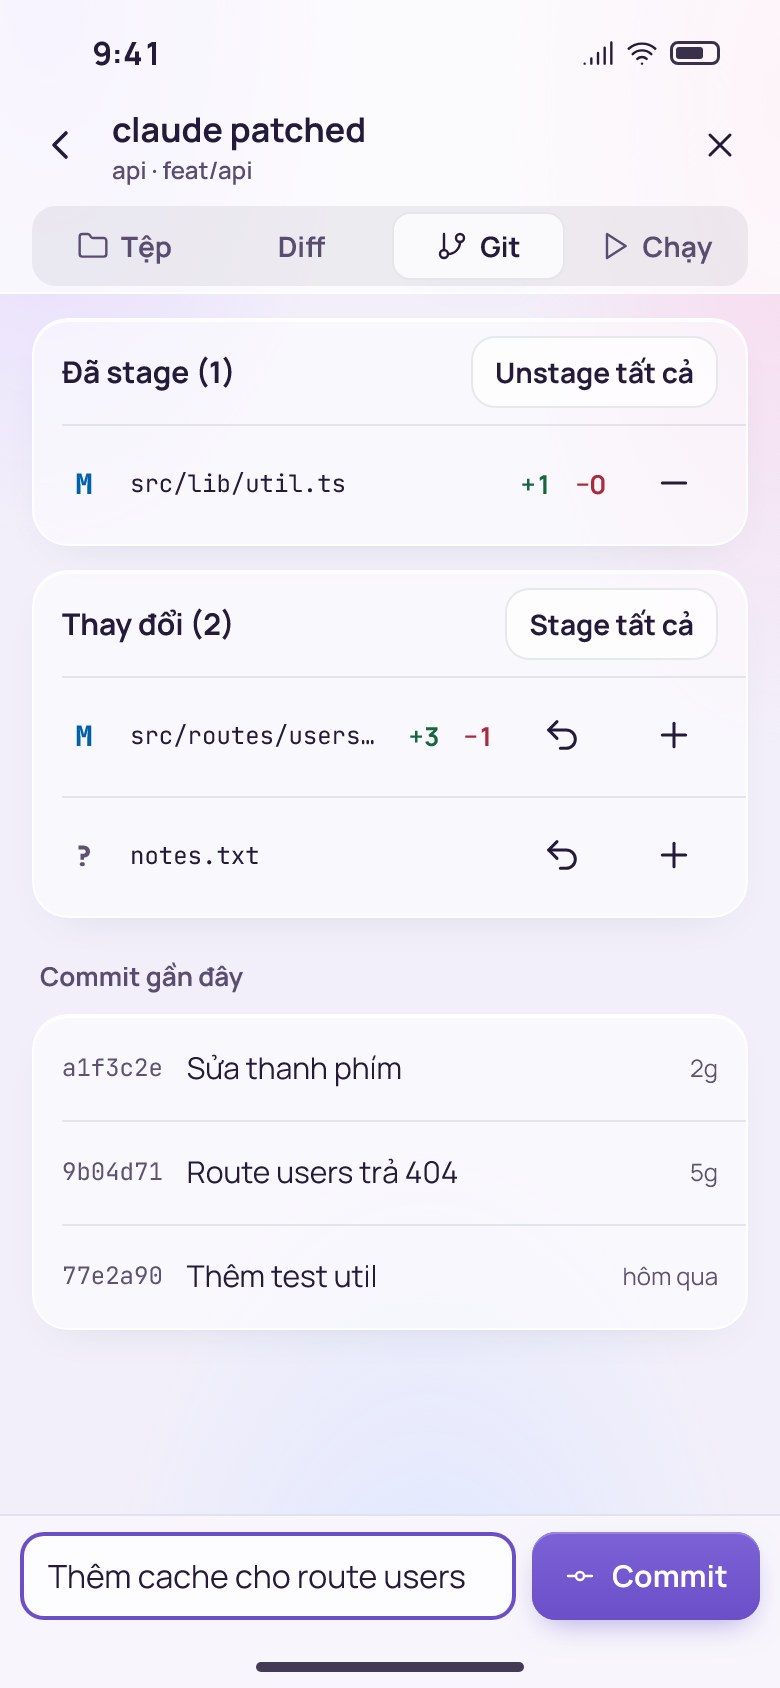 9:41
claude patched
api · feat/api
Tệp
Diff
Git
Chạy
Đã stage (1)
Unstage tất cả
M src/lib/util.ts +1 −0
Thay đổi (2)
Stage tất cả
M src/routes/users… +3 −1
? notes.txt
Commit gần đây
a1f3c2e Sửa thanh phím 2g
9b04d71 Route users trả 404 5g
77e2a90 Thêm test util hôm qua
Thêm cache cho route users
Commit